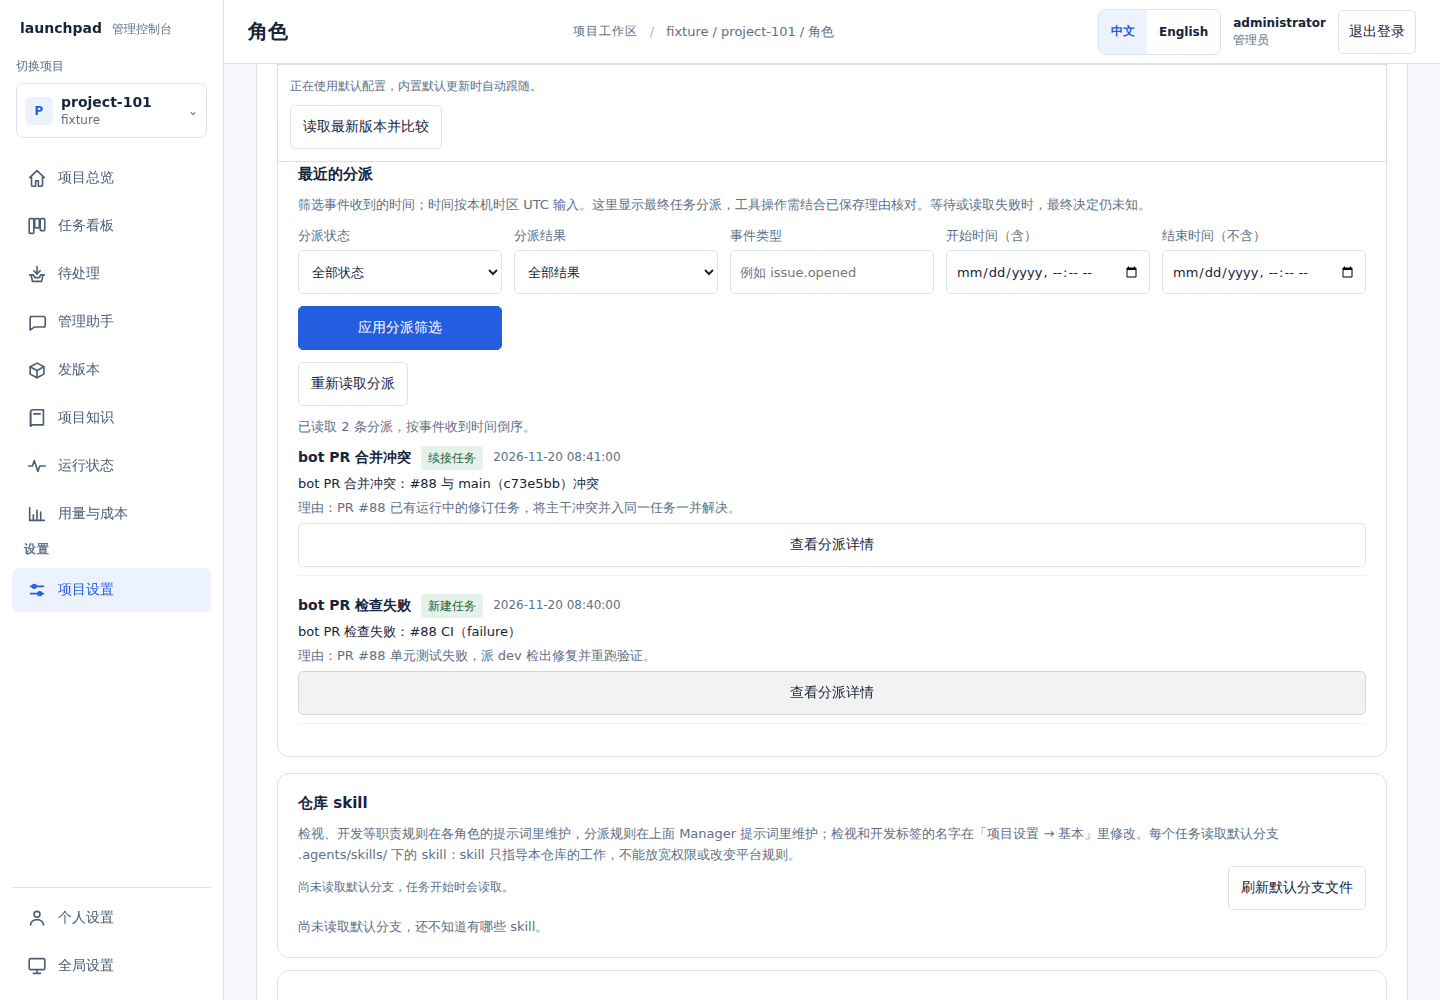 launchpad 管理控制台
切换项目
P
project-101
fixture
项目总览
任务看板
待处理
管理助手
发版本
项目知识
运行状态
用量与成本
设置
项目设置
个人设置
全局设置
角色
项目工作区 / fixture / project-101 / 角色
中文 English
administrator
管理员
退出登录
正在使用默认配置，内置默认更新时自动跟随。
读取最新版本并比较
最近的分派
筛选事件收到的时间；时间按本机时区 UTC 输入。这里显示最终任务分派，工具操作需结合已保存理由核对。等待或读取失败时，最终决定仍未知。
分派状态 分派结果 事件类型 开始时间（含） 结束时间（不含）
全部状态 全部结果 例如 issue.opened mm/dd/yyyy, --:-- -- mm/dd/yyyy, --:-- --
应用分派筛选
重新读取分派
已读取 2 条分派，按事件收到时间倒序。
bot PR 合并冲突 续接任务 2026-11-20 08:41:00
bot PR 合并冲突：#88 与 main（c73e5bb）冲突
理由：PR #88 已有运行中的修订任务，将主干冲突并入同一任务一并解决。
查看分派详情
bot PR 检查失败 新建任务 2026-11-20 08:40:00
bot PR 检查失败：#88 CI（failure）
理由：PR #88 单元测试失败，派 dev 检出修复并重跑验证。
查看分派详情
仓库 skill
检视、开发等职责规则在各角色的提示词里维护，分派规则在上面 Manager 提示词里维护；检视和开发标签的名字在「项目设置 → 基本」里修改。每个任务读取默认分支
.agents/skills/ 下的 skill：skill 只指导本仓库的工作，不能放宽权限或改变平台规则。
尚未读取默认分支，任务开始时会读取。
刷新默认分支文件
尚未读取默认分支，还不知道有哪些 skill。